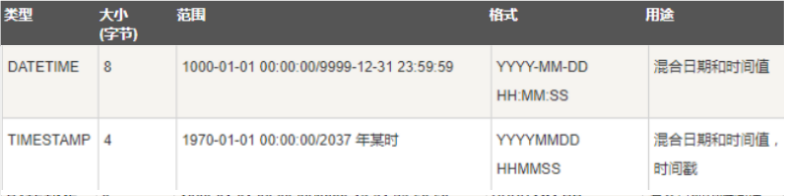 类型 大小 范围 格式 用途
(字节)
DATETIME 8 1000-01-01 00:00:00/9999-12-31 23:59:59 YYYY-MM-DD 混合日期和时间值
HH:MM:SS
TIMESTAMP 4 1970-01-01 00:00:00/2037 年某时 YYYYMMDD 混合日期和时间值，
HHMMSS 时间戳